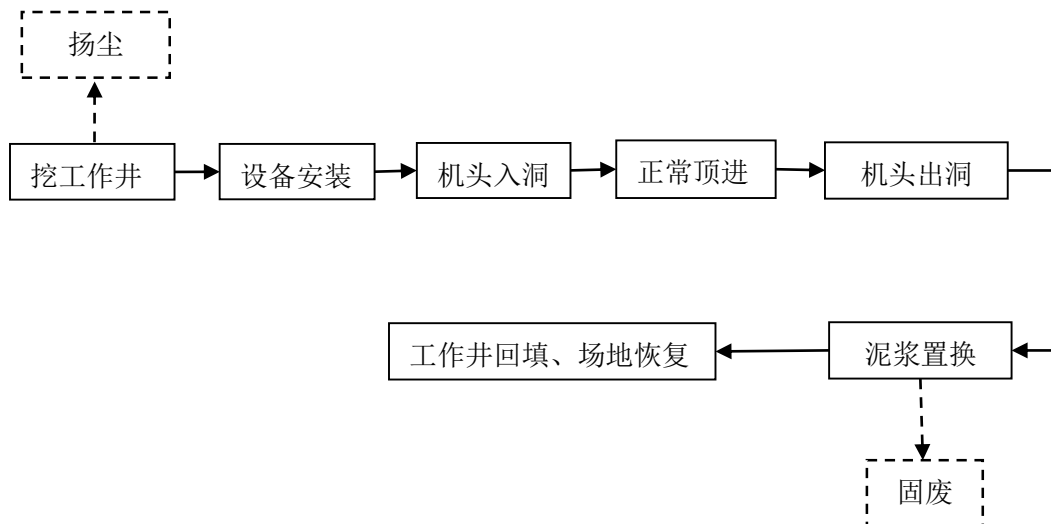 扬尘
挖工作井
设备安装
机头入洞
正常顶进
机头出洞
工作井回填、场地恢复
泥浆置换
固废